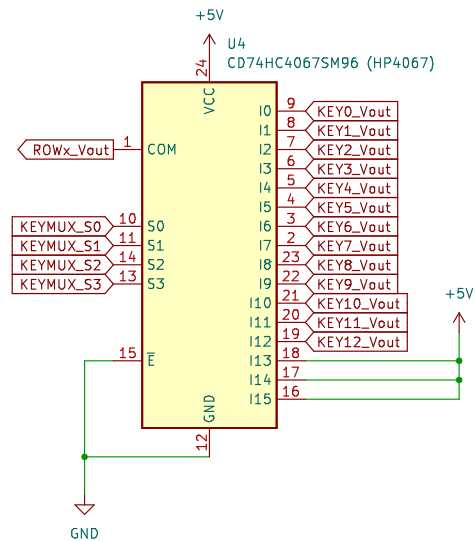 +5V
U4
CD74HC4067SM96 (HP4067)
24
VCC
I0 9 KEY0_Vout
I1 8 KEY1_Vout
ROWx_Vout 1 COM I2 7 KEY2_Vout
I3 6 KEY3_Vout
I4 5 KEY4_Vout
I5 4 KEY5_Vout
KEYMUX_S0 10 S0 I6 3 KEY6_Vout
KEYMUX_S1 11 S1 I7 2 KEY7_Vout
KEYMUX_S2 14 S2 I8 23 KEY8_Vout
KEYMUX_S3 13 S3 I9 22 KEY9_Vout
+5V
I10 21 KEY10_Vout
I11 20 KEY11_Vout
I12 19 KEY12_Vout
15 E I13 18
I14 17
I15 16
GND
12
GND